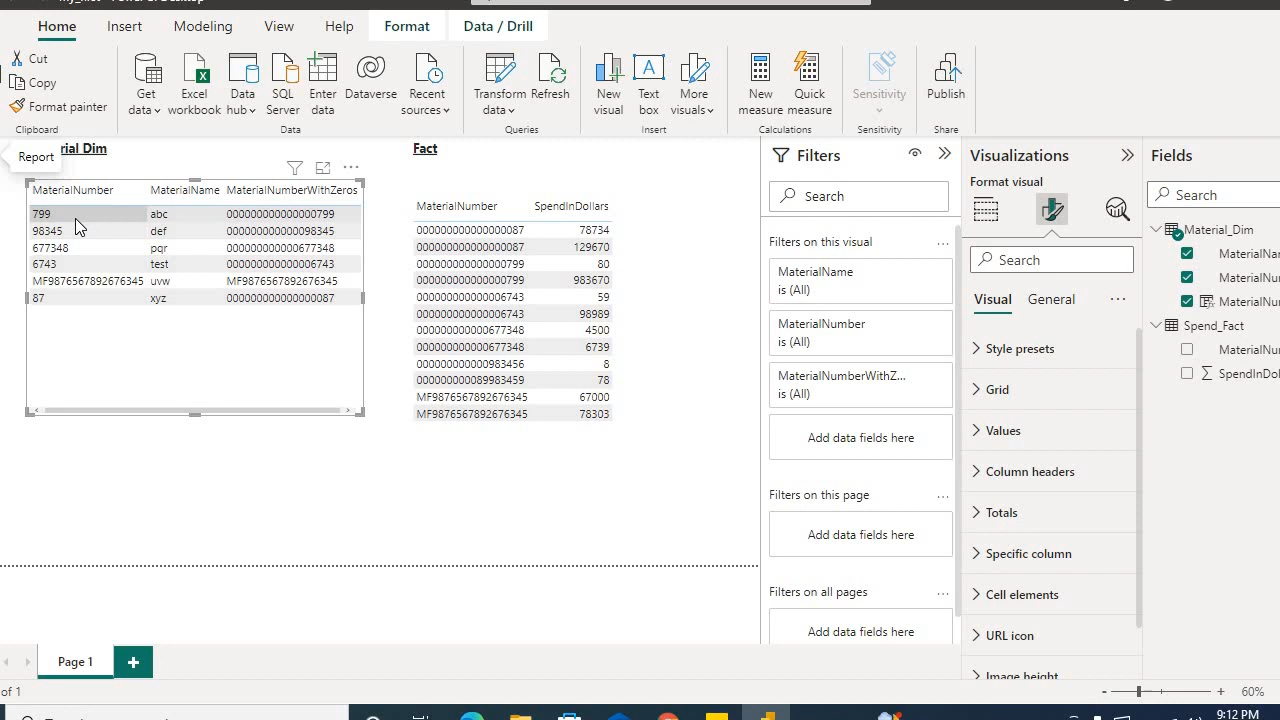 Home Insert Modeling View Help Format Data / Drill
Cut
Copy
Format painter
Get data
Excel workbook
Data hub
SQL Server
Enter data
Dataverse
Recent sources
Transform data
Refresh
New visual
Text box
More visuals
New measure
Quick measure
Sensitivity
Publish
Clipboard Data Queries Insert Calculations Sensitivity Share
Report
rial Dim
MaterialNumber MaterialName MaterialNumberWithZeros
799 abc 000000000000000799
98345 def 000000000000098345
677348 pqr 000000000000677348
6743 test 000000000000006743
MF9876567892676345 uvw MF9876567892676345
87 xyz 000000000000000087
Fact
MaterialNumber SpendInDollars
000000000000000087 78734
000000000000000087 129670
000000000000000799 80
000000000000000799 983670
000000000000006743 59
000000000000006743 98989
000000000000677348 4500
000000000000677348 6739
000000000000983456 8
000000000089983459 78
MF9876567892676345 67000
MF9876567892676345 78303
Filters
Search
Filters on this visual ...
MaterialName
is (All)
MaterialNumber
is (All)
MaterialNumberWithZ...
is (All)
Add data fields here
Filters on this page ...
Add data fields here
Filters on all pages ...
Add data fields here
Visualizations
Format visual
Search
Visual General ...
Style presets
Grid
Values
Column headers
Totals
Specific column
Cell elements
URL icon
Image height
Fields
Search
Material_Dim
MaterialNa
MaterialNu
MaterialNu
Spend_Fact
MaterialNu
SpendInDol
Page 1
of 1
- + 60%
9:12 PM